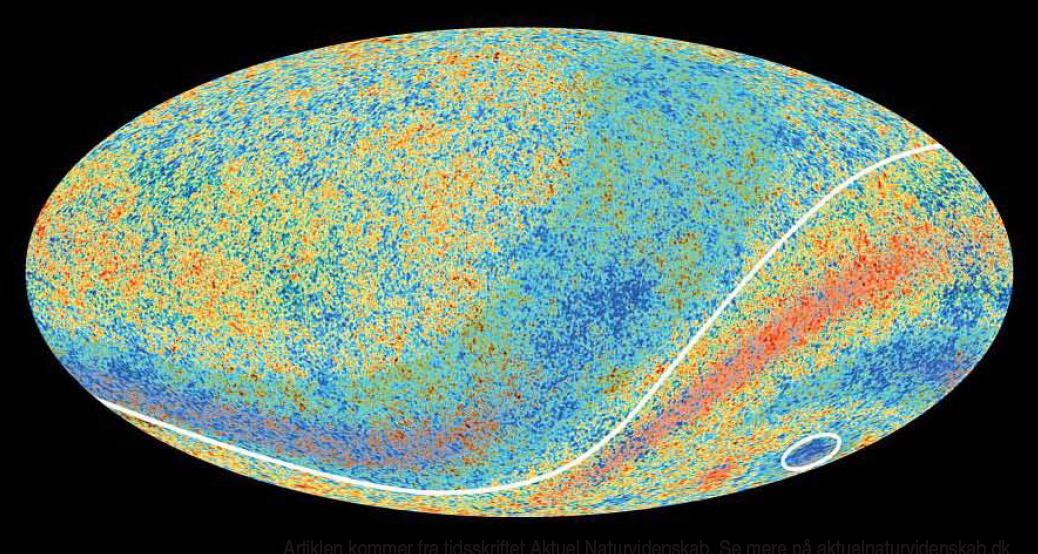 Artiklen kommer fra tidsskriftet Aktuel Naturvidenskab. Se mere på aktuelnaturvidenskab.dk